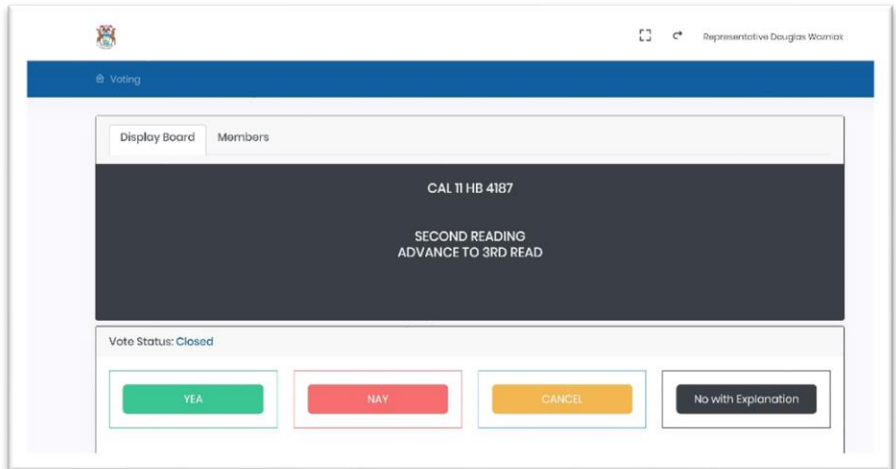 Representative Douglas Wozniak
Voting
Display Board Members
CAL 11 HB 4187
SECOND READING
ADVANCE TO 3RD READ
Vote Status: Closed
YEA NAY CANCEL No with Explanation